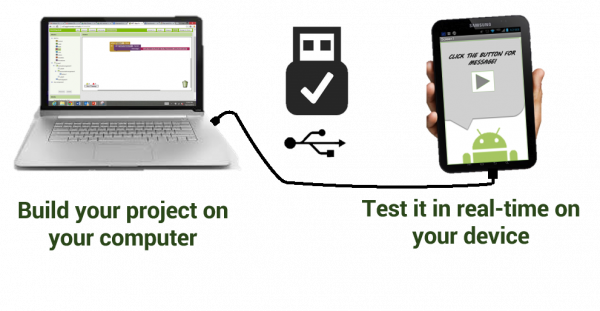 SAMSUNG
CLICK THE BUTTON FOR
MESSAGE!
Build your project on
your computer
Test it in real-time on
your device